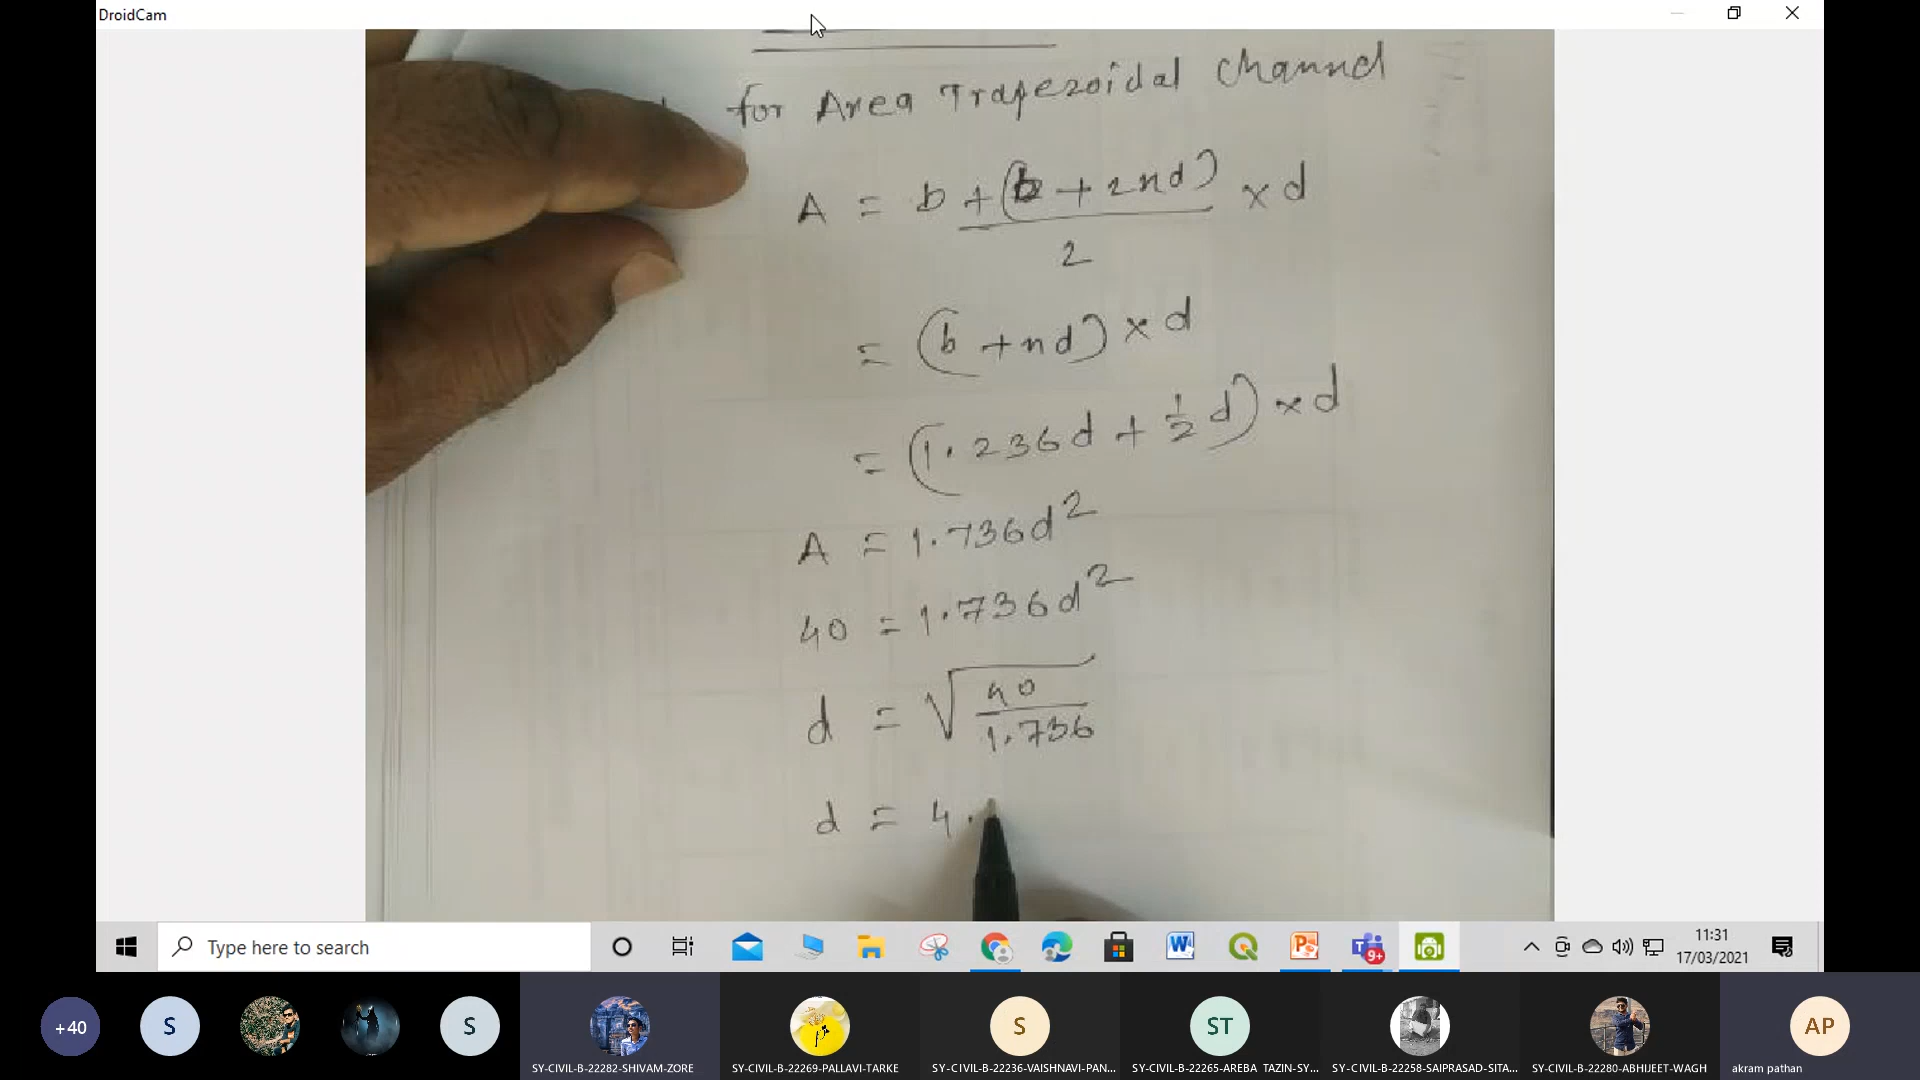 DroidCam
for Area Trapezoidal Channel
A = b + (b + 2nd) / 2 × d
= (b + nd) × d
= (1.236d + 1/2 d) × d
A = 1.736d²
40 = 1.736d²
d = √(40/1.736)
d = 4.
Type here to search
9+
11:31
17/03/2021
+40
S
S
S
ST
AP
SY-CIVIL-B-22282-SHIVAM-ZORE
SY-CIVIL-B-22269-PALLAVI-TARKE
SY-CIVIL-B-22236-VAISHNAVI-PAN...
SY-CIVIL-B-22265-AREBA TAZIN-SY...
SY-CIVIL-B-22258-SAIPRASAD-SITA...
SY-CIVIL-B-22280-ABHIJEET-WAGH
akram pathan